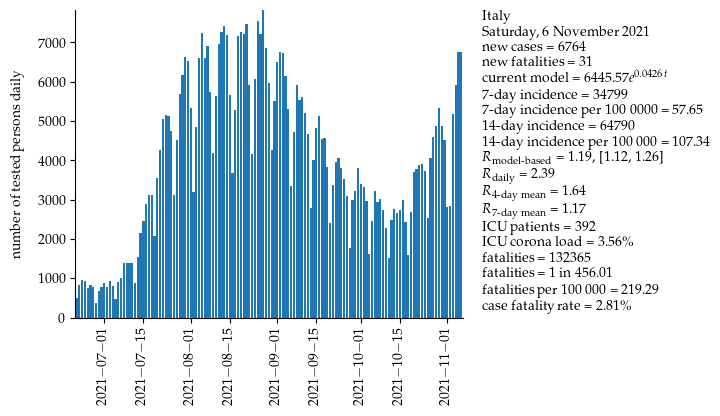 Italy
Saturday, 6 November 2021
new cases = 6764
new fatalities = 31
current model = 6445.57e^0.0426 t
7-day incidence = 34799
7-day incidence per 100 0000 = 57.65
14-day incidence = 64790
14-day incidence per 100 000 = 107.34
R model-based = 1.19, [1.12, 1.26]
R daily = 2.39
R 4-day mean = 1.64
R 7-day mean = 1.17
ICU patients = 392
ICU corona load = 3.56%
fatalities = 132365
fatalities = 1 in 456.01
fatalities per 100 000 = 219.29
case fatality rate = 2.81%
number of tested persons daily
7000
6000
5000
4000
3000
2000
1000
0
2021−07−01
2021−07−15
2021−08−01
2021−08−15
2021−09−01
2021−09−15
2021−10−01
2021−10−15
2021−11−01